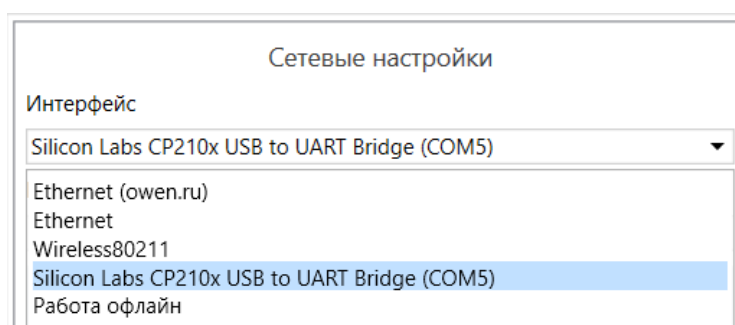 Сетевые настройки
Интерфейс
Silicon Labs CP210x USB to UART Bridge (COM5)
Ethernet (owen.ru)
Ethernet
Wireless80211
Silicon Labs CP210x USB to UART Bridge (COM5)
Работа офлайн